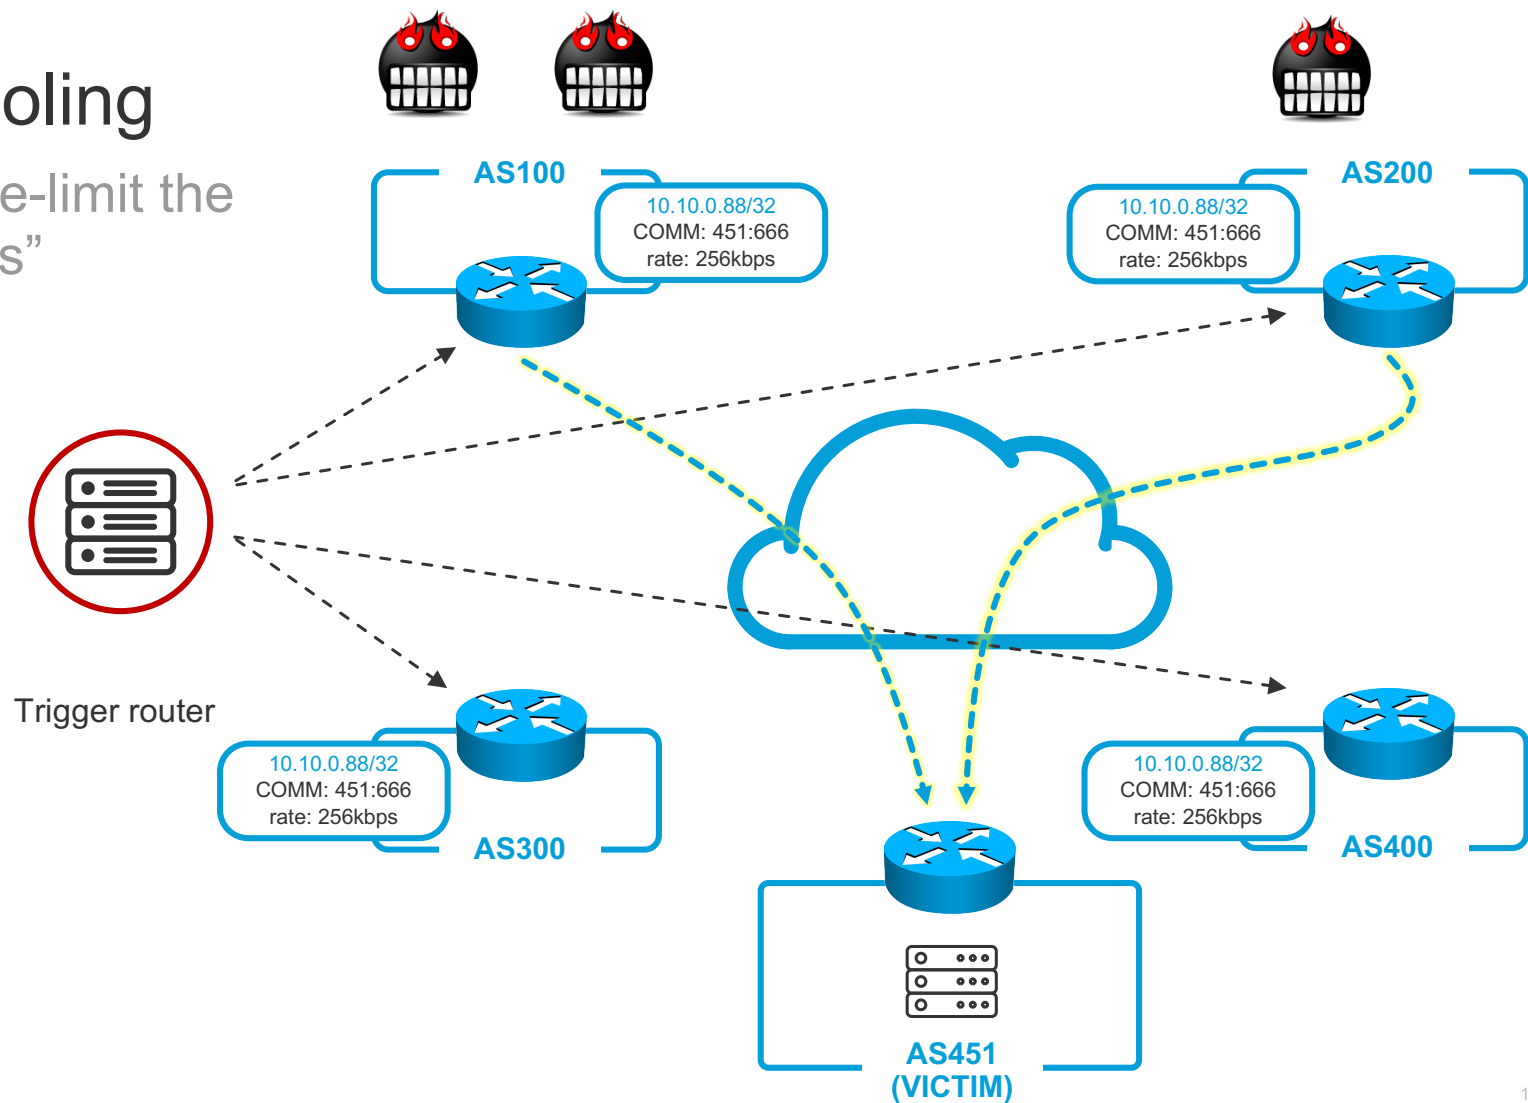 oling
e-limit the
s”
AS100
10.10.0.88/32
COMM: 451:666
rate: 256kbps
AS200
10.10.0.88/32
COMM: 451:666
rate: 256kbps
Trigger router
10.10.0.88/32
COMM: 451:666
rate: 256kbps
AS300
10.10.0.88/32
COMM: 451:666
rate: 256kbps
AS400
AS451
(VICTIM)
1